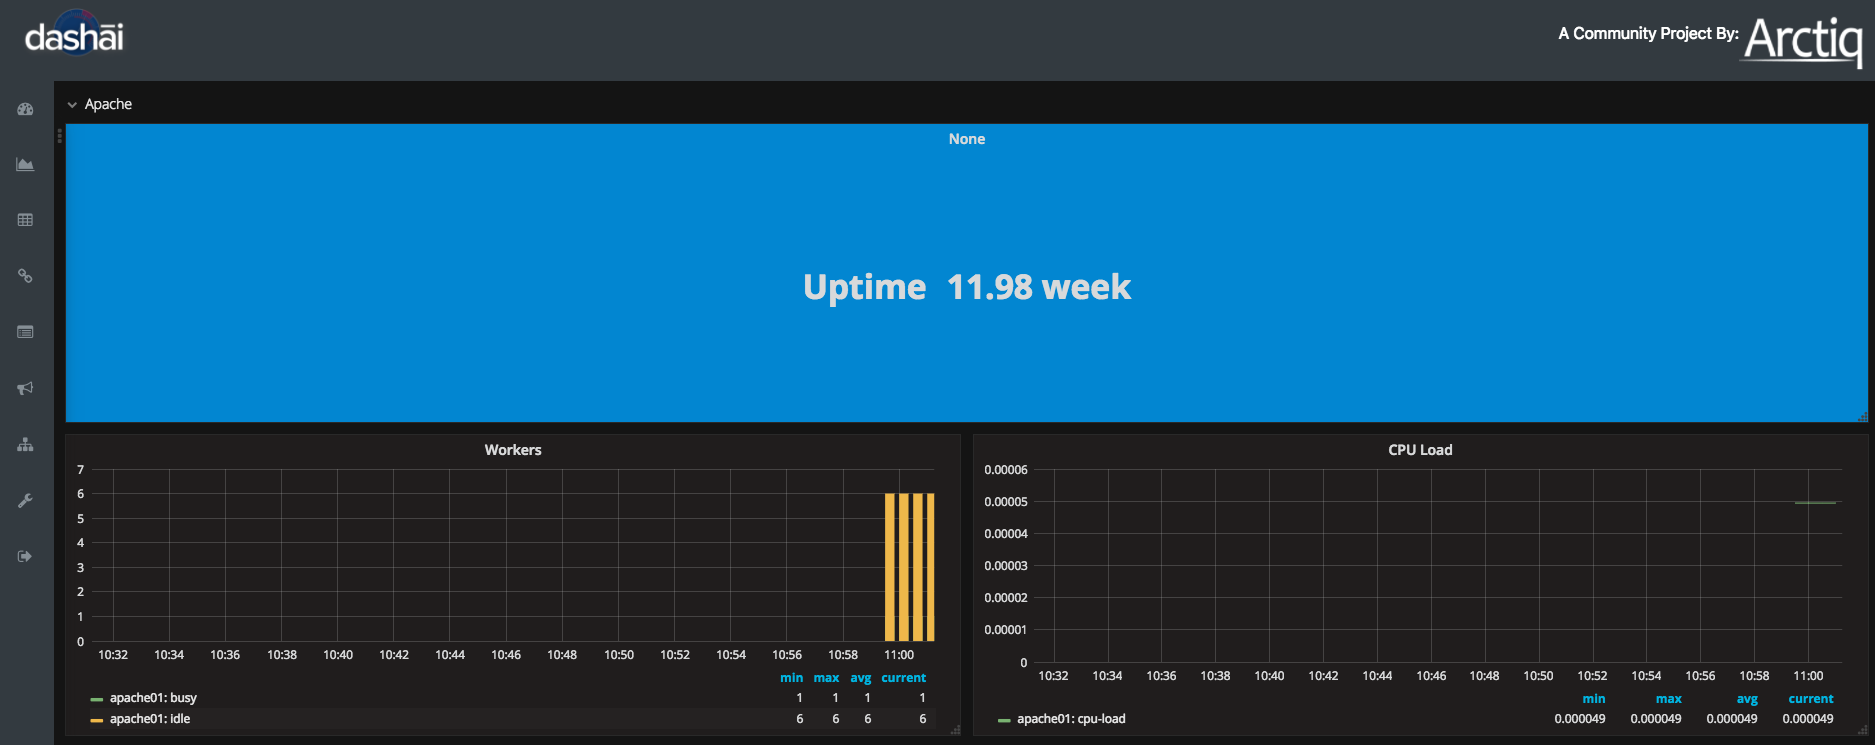 dashāi
A Community Project By: Arctiq
Apache
None
Uptime 11.98 week
Workers
7
6
5
4
3
2
1
0
10:32 10:34 10:36 10:38 10:40 10:42 10:44 10:46 10:48 10:50 10:52 10:54 10:56 10:58 11:00
min max avg current
apache01: busy 1 1 1 1
apache01: idle 6 6 6 6
CPU Load
0.00006
0.00005
0.00004
0.00003
0.00002
0.00001
0
10:32 10:34 10:36 10:38 10:40 10:42 10:44 10:46 10:48 10:50 10:52 10:54 10:56 10:58 11:00
min max avg current
apache01: cpu-load 0.000049 0.000049 0.000049 0.000049